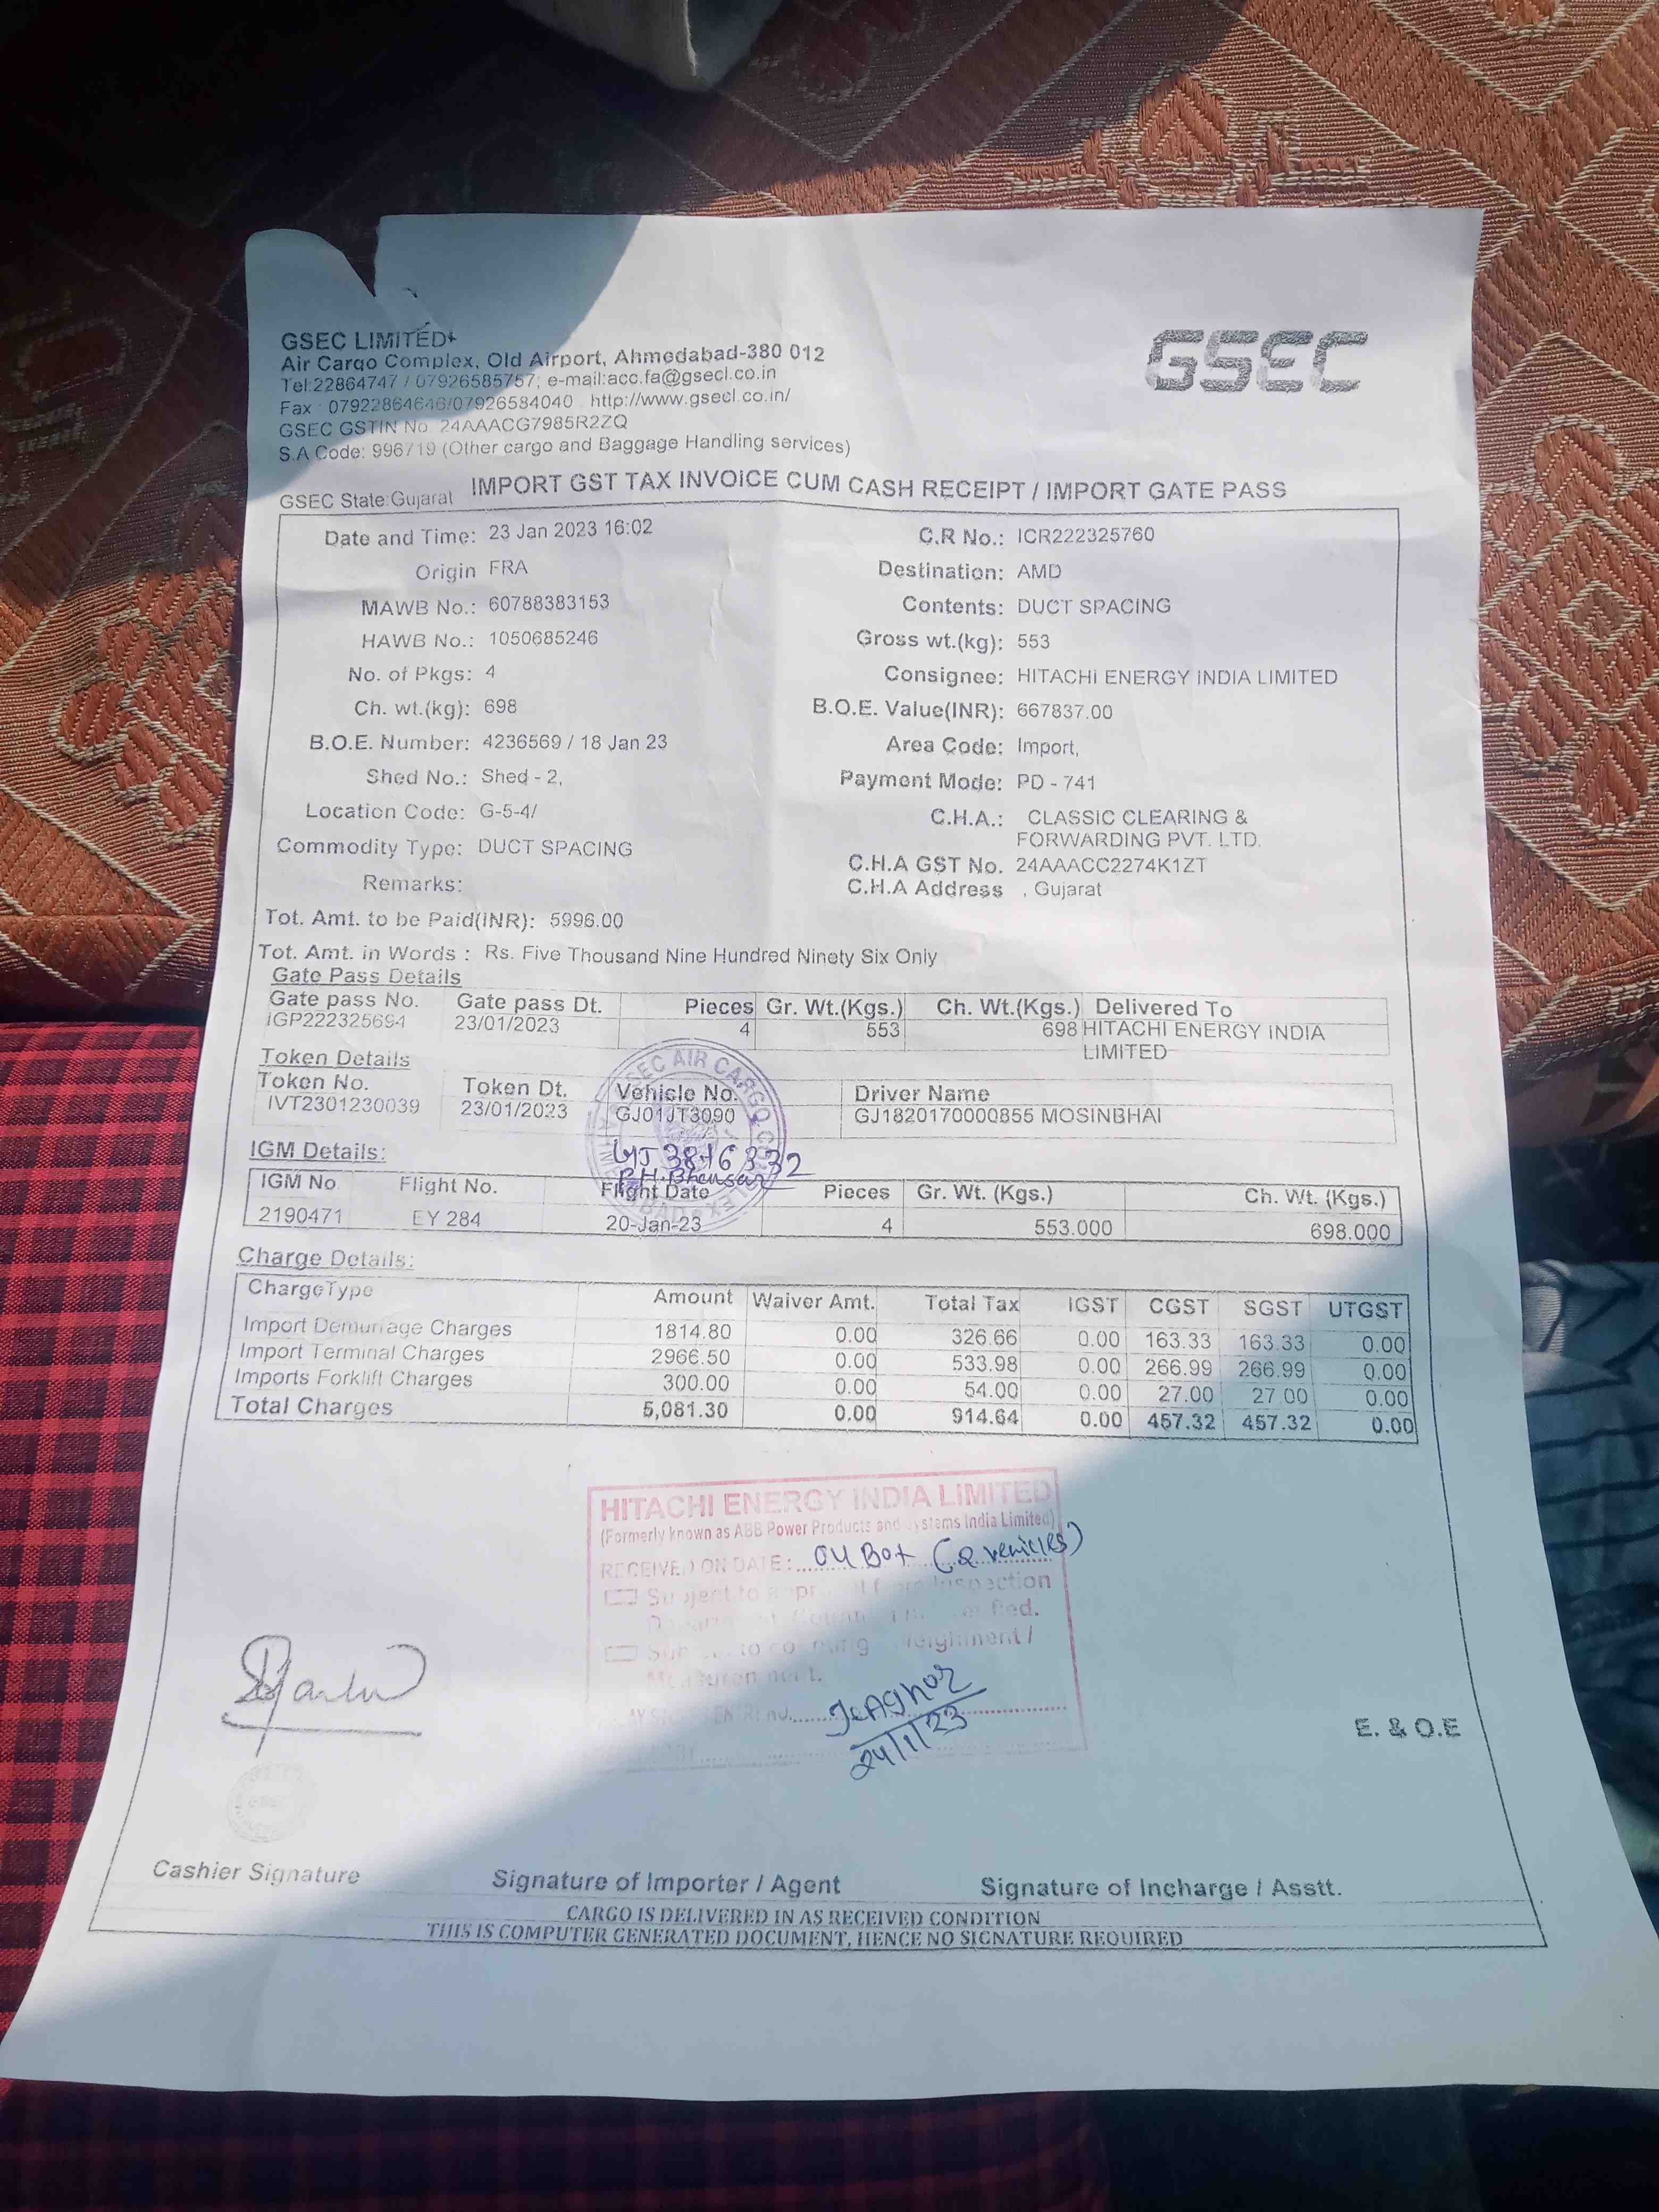 GSEC LIMITED
GSEC
Air Cargo Complex, Old Airport, Ahmedabad-380 012
Tel:22864747 / 07926585757; e-mail:acc.fa@gsecl.co.in
Fax : 07922864646/07926584040 http://www.gsecl.co.in/
GSEC GSTIN No. 24AAACG7985R2ZQ
S.A Code: 996719 (Other cargo and Baggage Handling services)
GSEC State:Gujarat IMPORT GST TAX INVOICE CUM CASH RECEIPT / IMPORT GATE PASS
Date and Time: 23 Jan 2023 16:02 C.R No.: ICR222325760
Origin FRA Destination: AMD
MAWB No.: 60788383153 Contents: DUCT SPACING
HAWB No.: 1050685246 Gross wt.(kg): 553
No. of Pkgs: 4 Consignee: HITACHI ENERGY INDIA LIMITED
Ch. wt.(kg): 698 B.O.E. Value(INR): 667837.00
B.O.E. Number: 4236569 / 18 Jan 23 Area Code: Import,
Shed No.: Shed - 2, Payment Mode: PD - 741
Location Code: G-5-4/ C.H.A.: CLASSIC CLEARING &
FORWARDING PVT. LTD.
Commodity Type: DUCT SPACING C.H.A GST No. 24AAACC2274K1ZT
Remarks: C.H.A Address , Gujarat
Tot. Amt. to be Paid(INR): 5996.00
Tot. Amt. in Words : Rs. Five Thousand Nine Hundred Ninety Six Only
Gate Pass Details
Gate pass No. Gate pass Dt. Pieces Gr. Wt.(Kgs.) Ch. Wt.(Kgs.) Delivered To
IGP222325694 23/01/2023 4 553 698 HITACHI ENERGY INDIA
LIMITED
Token Details
Token No. Token Dt. Vehicle No. Driver Name
IVT2301230039 23/01/2023 GJ01JT3090 GJ1820170000855 MOSINBHAI
IGM Details:
IGM No Flight No. Flight Date Pieces Gr. Wt. (Kgs.) Ch. Wt. (Kgs.)
2190471 EY 284 20-Jan-23 4 553.000 698.000
Charge Details:
ChargeType Amount Waiver Amt. Total Tax IGST CGST SGST UTGST
Import Demurrage Charges 1814.80 0.00 326.66 0.00 163.33 163.33 0.00
Import Terminal Charges 2966.50 0.00 533.98 0.00 266.99 266.99 0.00
Imports Forklift Charges 300.00 0.00 54.00 0.00 27.00 27.00 0.00
Total Charges 5,081.30 0.00 914.64 0.00 457.32 457.32 0.00
HITACHI ENERGY INDIA LIMITED
(Formerly known as ABB Power Products and Systems India Limited)
RECEIVED ON DATE: 04 Box (2 vehicles)
24/1/23
E. & O.E
Cashier Signature Signature of Importer / Agent Signature of Incharge / Asstt.
CARGO IS DELIVERED IN AS RECEIVED CONDITION
THIS IS COMPUTER GENERATED DOCUMENT, HENCE NO SIGNATURE REQUIRED